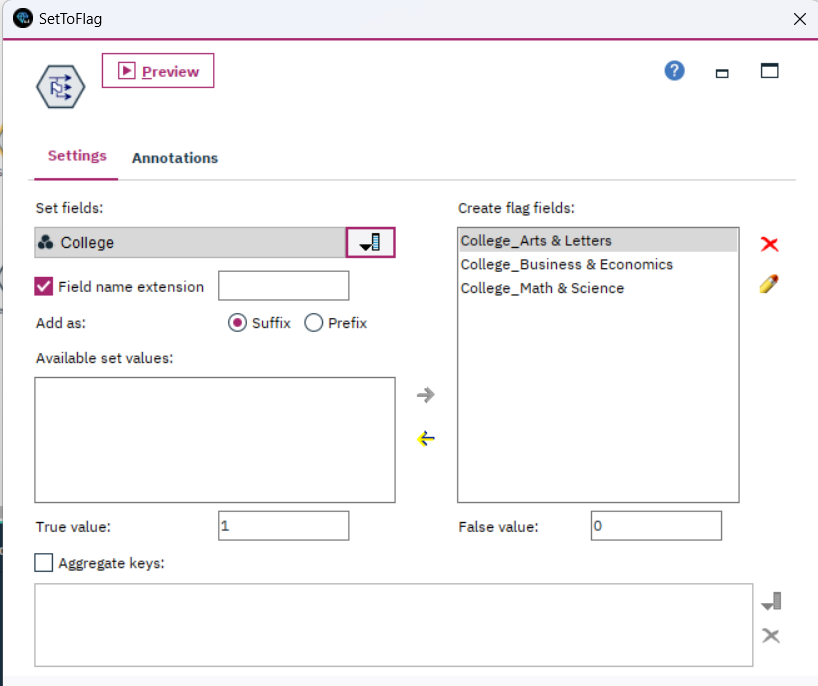 SetToFlag
Preview
?
Settings Annotations
Set fields:
College
Field name extension
Add as: Suffix Prefix
Available set values:
Create flag fields:
College_Arts & Letters
College_Business & Economics
College_Math & Science
True value: 1
False value: 0
Aggregate keys: